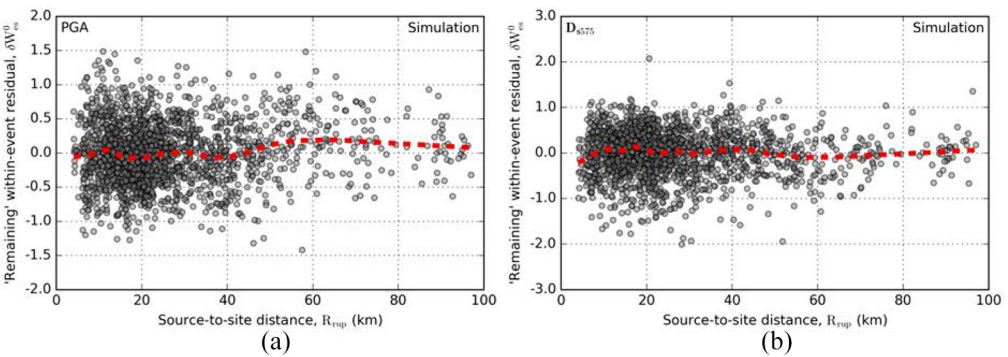 PGA
Simulation
2.0
1.5
1.0
0.5
0.0
-0.5
-1.0
-1.5
-2.0
0 20 40 60 80 100
'Remaining' within-event residual, δW⁰ₑₛ
Source-to-site distance, Rᵣᵤₚ (km)
(a)
Dₛ₅₇₅
Simulation
3.0
2.0
1.0
0.0
-1.0
-2.0
-3.0
0 20 40 60 80 100
'Remaining' within-event residual, δW⁰ₑₛ
Source-to-site distance, Rᵣᵤₚ (km)
(b)